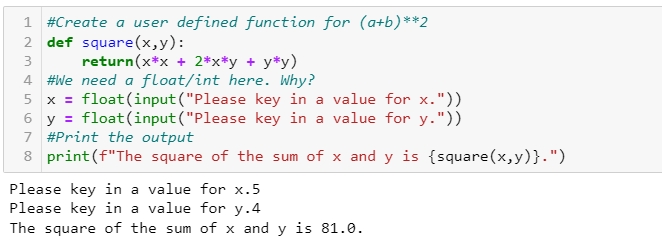 1 #Create a user defined function for (a+b)**2
2 def square(x,y):
3     return(x*x + 2*x*y + y*y)
4 #We need a float/int here. Why?
5 x = float(input("Please key in a value for x."))
6 y = float(input("Please key in a value for y."))
7 #Print the output
8 print(f"The square of the sum of x and y is {square(x,y)}.")
Please key in a value for x.5
Please key in a value for y.4
The square of the sum of x and y is 81.0.